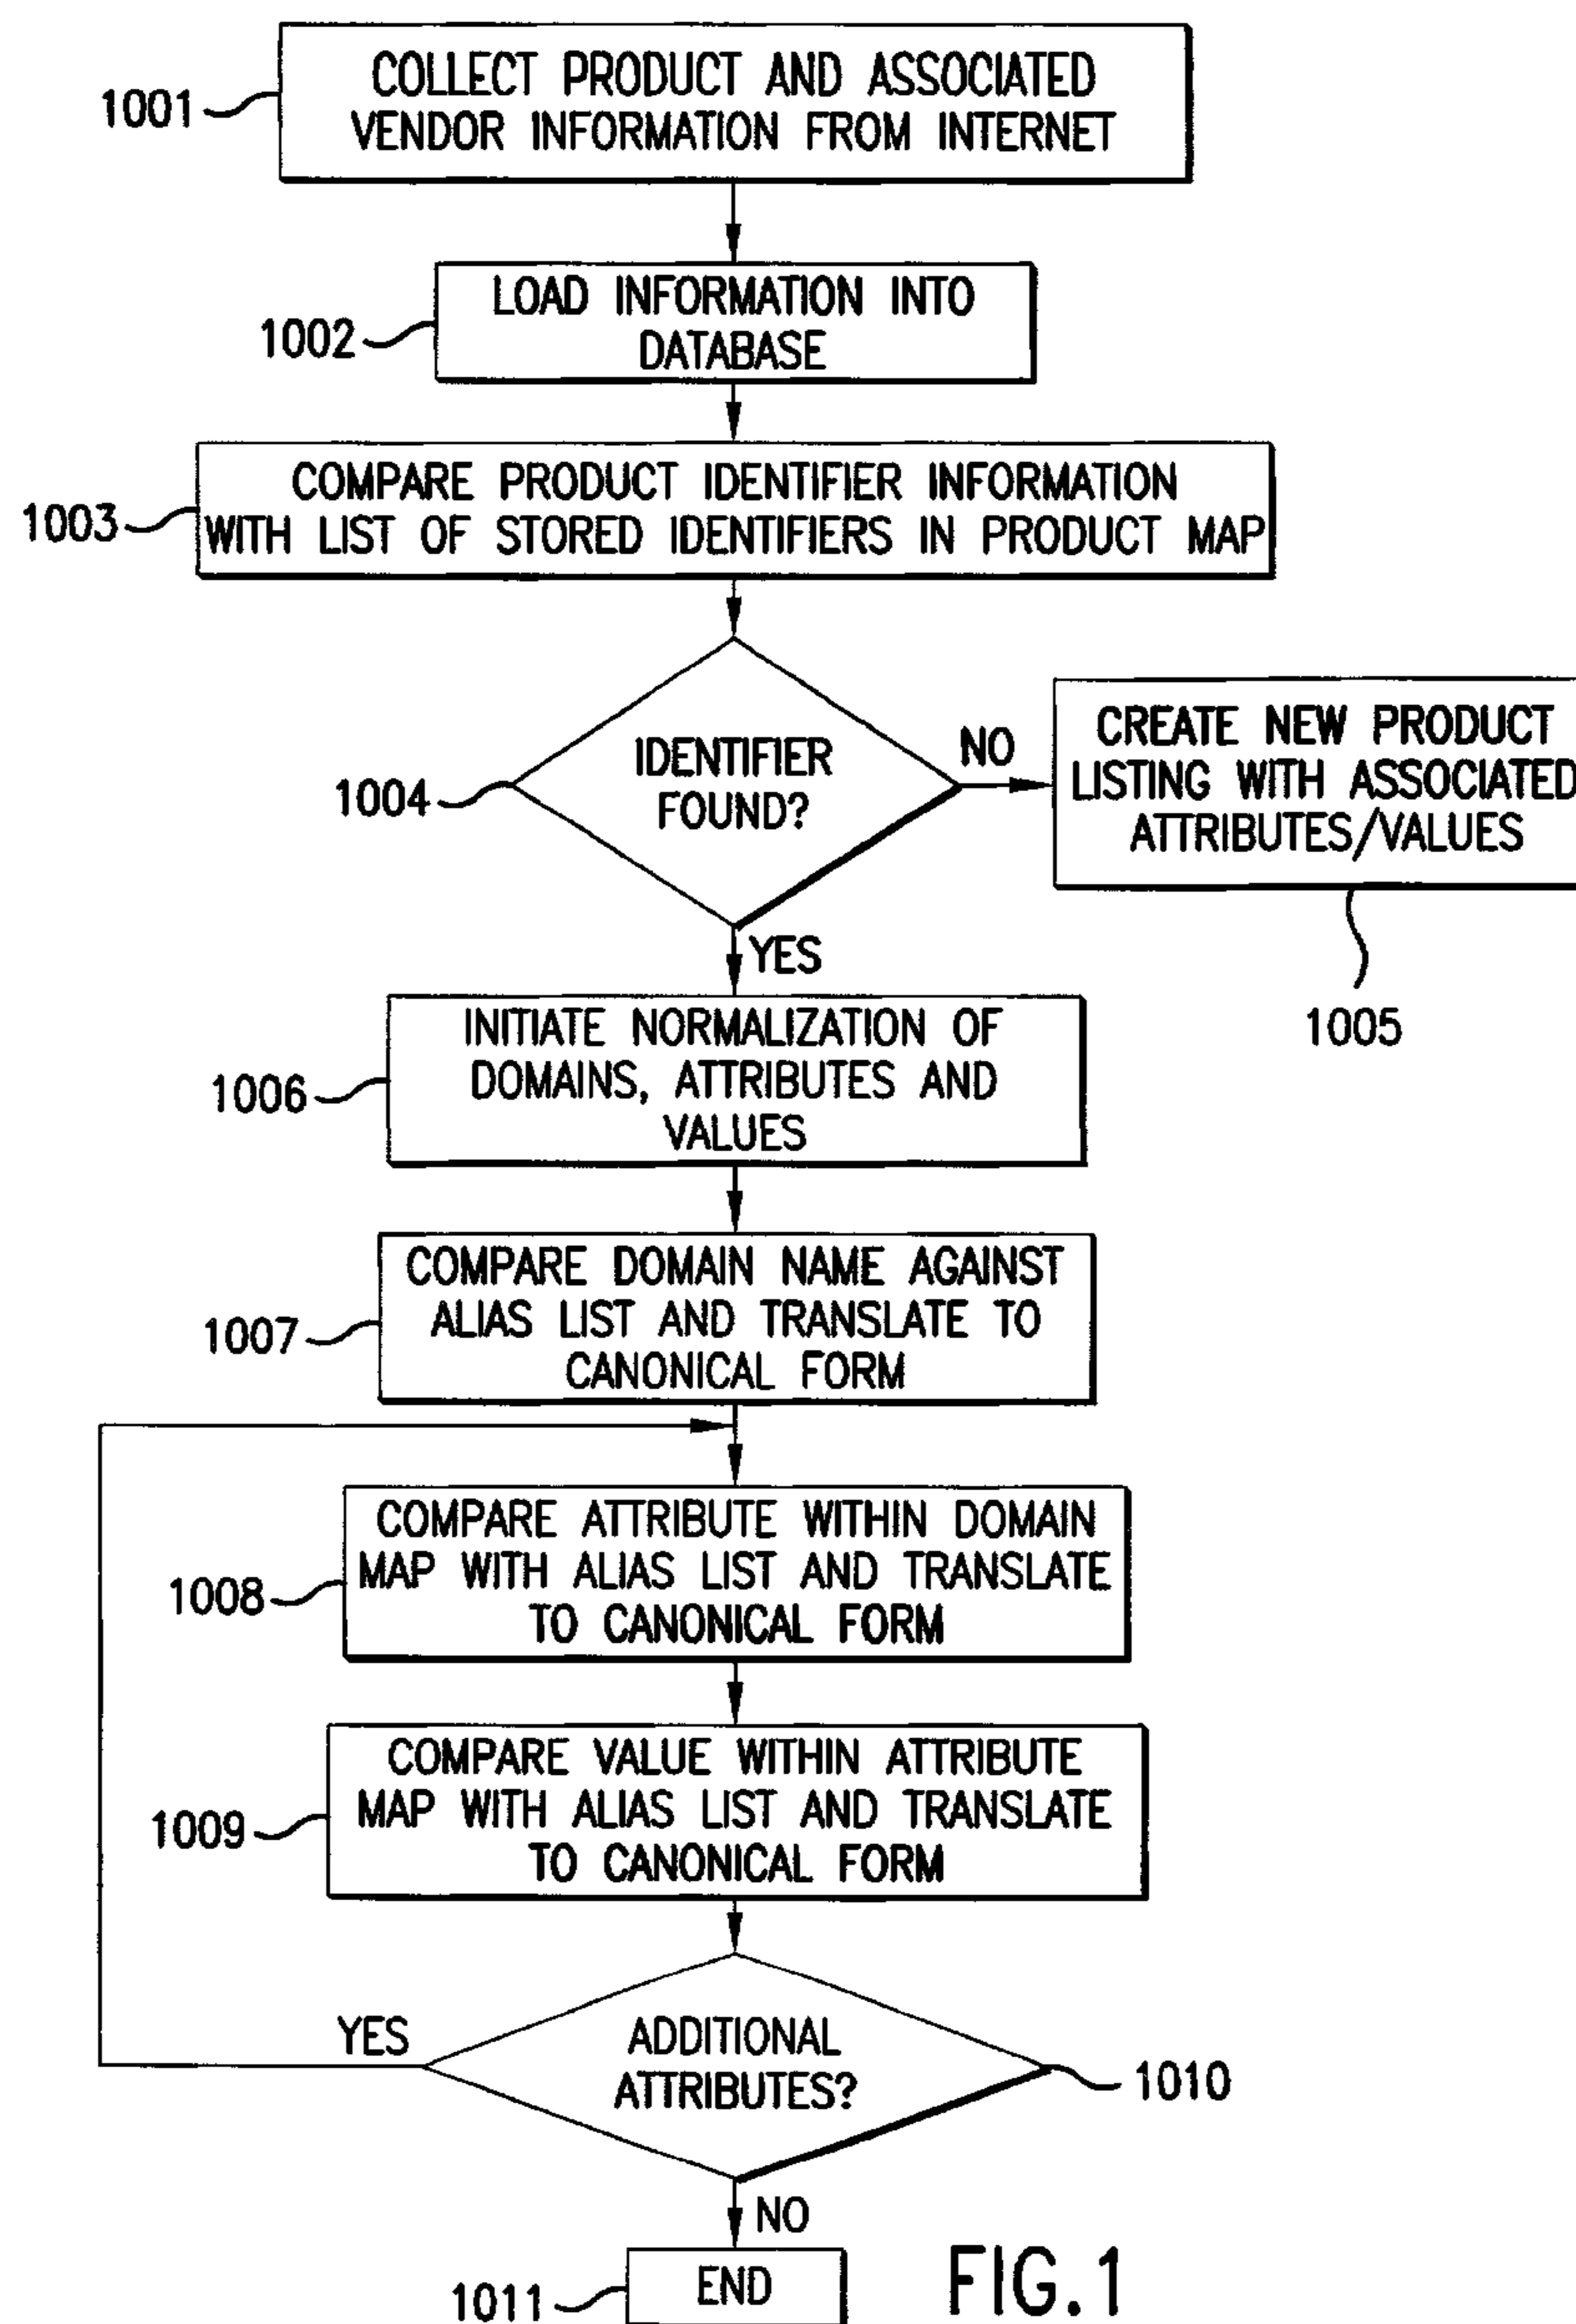 COLLECT PRODUCT AND ASSOCIATED
VENDOR INFORMATION FROM INTERNET
1001
LOAD INFORMATION INTO
DATABASE
1002
COMPARE PRODUCT IDENTIFIER INFORMATION
WITH LIST OF STORED IDENTIFIERS IN PRODUCT MAP
1003
IDENTIFIER
FOUND?
1004
NO
CREATE NEW PRODUCT
LISTING WITH ASSOCIATED
ATTRIBUTES/VALUES
1005
YES
INITIATE NORMALIZATION OF
DOMAINS, ATTRIBUTES AND
VALUES
1006
COMPARE DOMAIN NAME AGAINST
ALIAS LIST AND TRANSLATE TO
CANONICAL FORM
1007
COMPARE ATTRIBUTE WITHIN DOMAIN
MAP WITH ALIAS LIST AND TRANSLATE
TO CANONICAL FORM
1008
COMPARE VALUE WITHIN ATTRIBUTE
MAP WITH ALIAS LIST AND TRANSLATE
TO CANONICAL FORM
1009
YES
ADDITIONAL
ATTRIBUTES?
1010
NO
END
1011
FIG.1